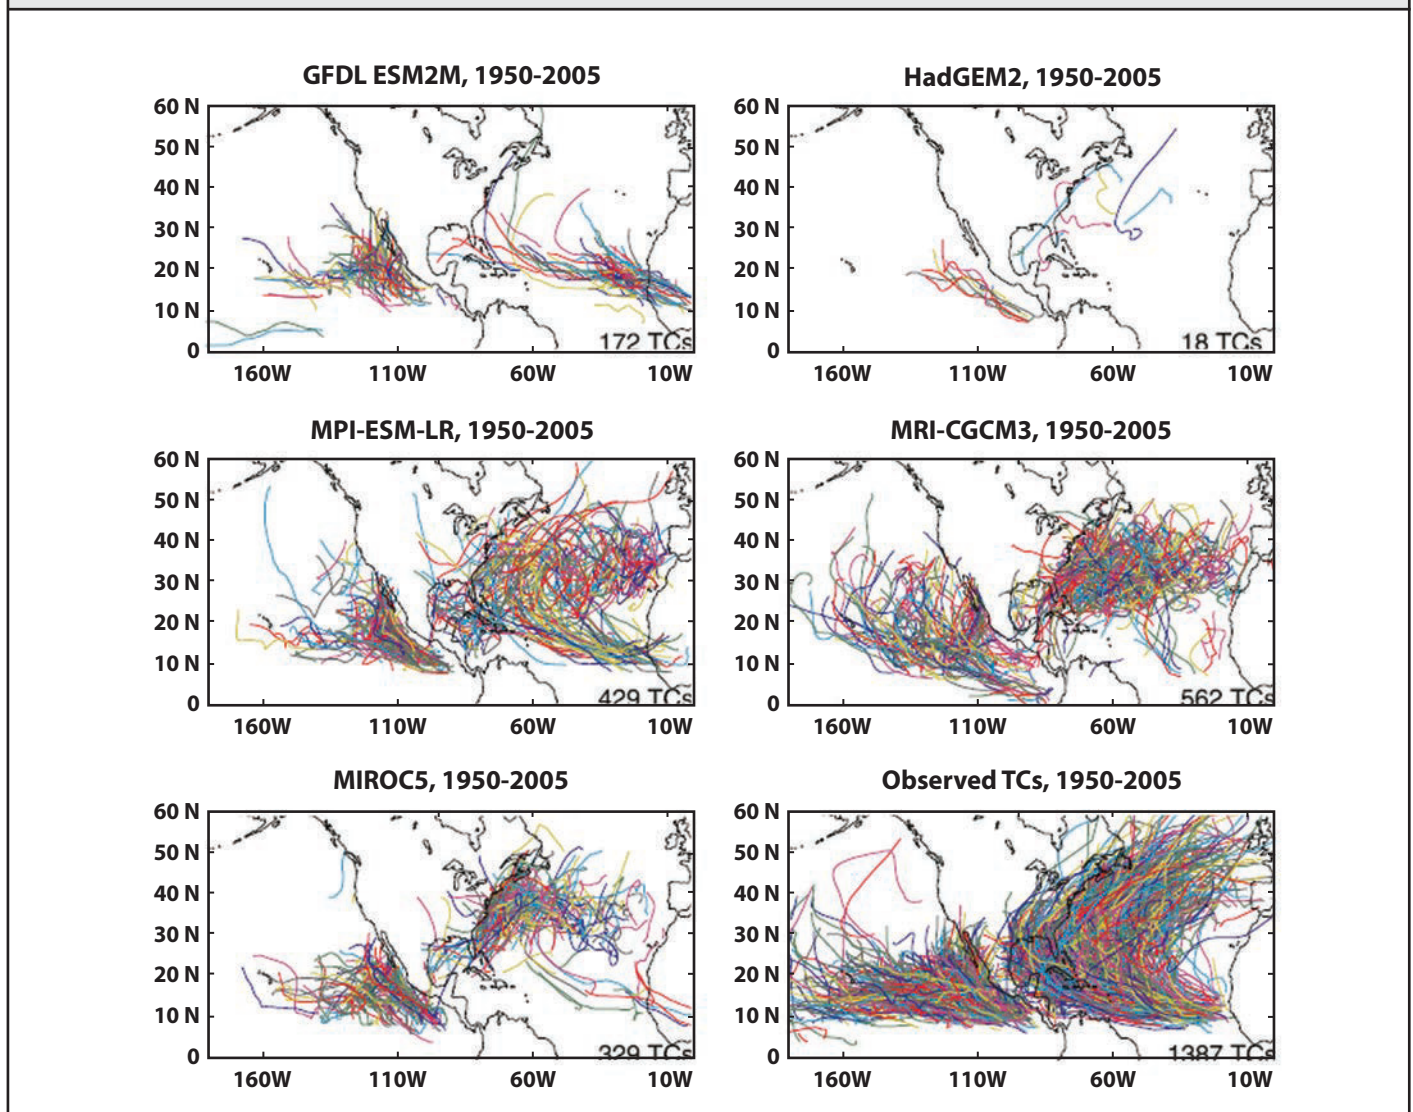 GFDL ESM2M, 1950-2005
60 N
50 N
40 N
30 N
20 N
10 N
0
172 TCs
160W 110W 60W 10W
HadGEM2, 1950-2005
60 N
50 N
40 N
30 N
20 N
10 N
0
18 TCs
160W 110W 60W 10W
MPI-ESM-LR, 1950-2005
60 N
50 N
40 N
30 N
20 N
10 N
0
429 TCs
160W 110W 60W 10W
MRI-CGCM3, 1950-2005
60 N
50 N
40 N
30 N
20 N
10 N
0
562 TCs
160W 110W 60W 10W
MIROC5, 1950-2005
60 N
50 N
40 N
30 N
20 N
10 N
0
329 TCs
160W 110W 60W 10W
Observed TCs, 1950-2005
60 N
50 N
40 N
30 N
20 N
10 N
0
1387 TCs
160W 110W 60W 10W